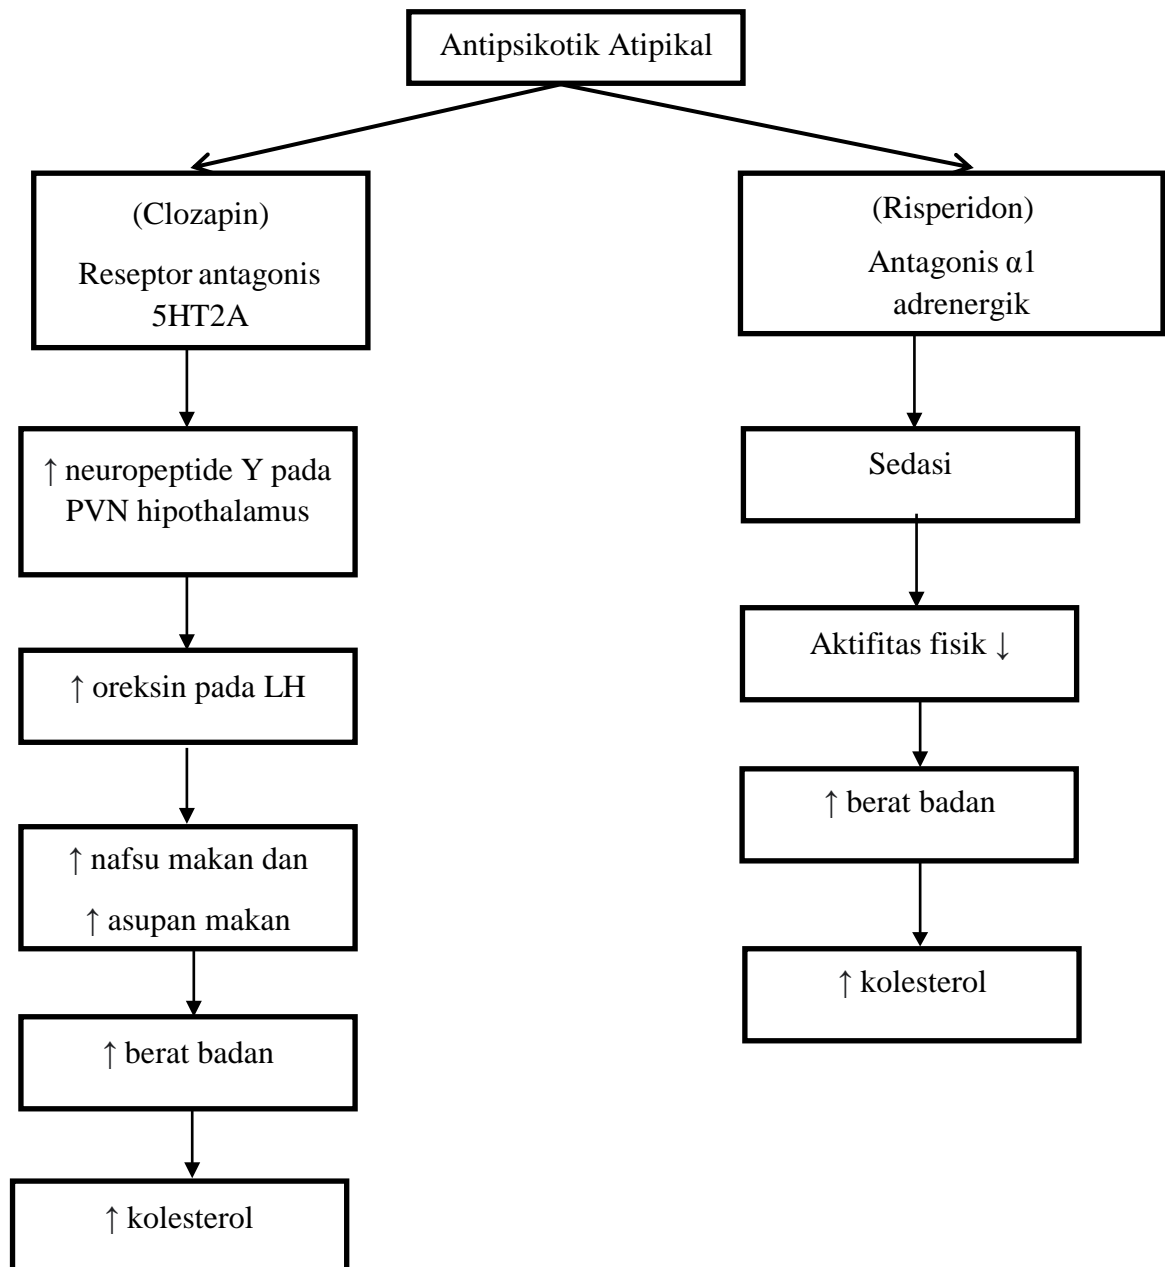 Antipsikotik Atipikal
(Clozapin)
Reseptor antagonis
5HT2A
↑ neuropeptide Y pada
PVN hipothalamus
↑ oreksin pada LH
↑ nafsu makan dan
↑ asupan makan
↑ berat badan
↑ kolesterol
(Risperidon)
Antagonis α1
adrenergik
Sedasi
Aktifitas fisik ↓
↑ berat badan
↑ kolesterol